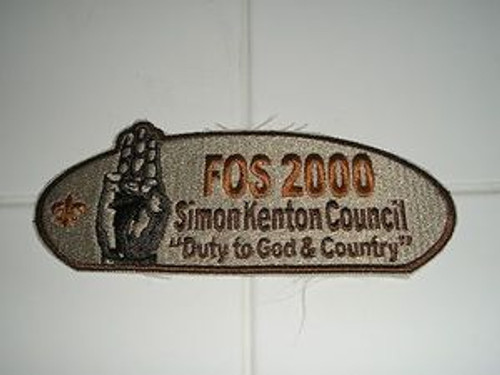 FOS 2000
Simon Kenton Council
"Duty to God & Country"